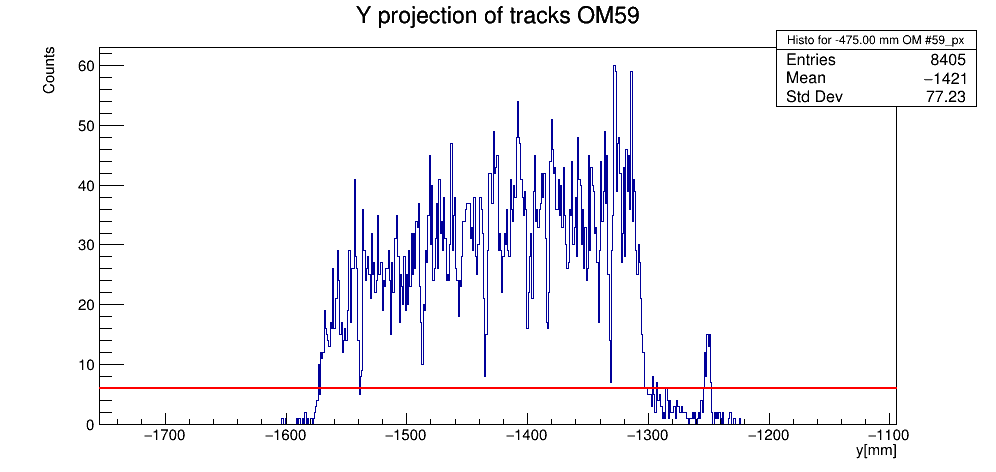 Y projection of tracks OM59
Histo for -475.00 mm OM #59_px
Entries 8405
Mean −1421
Std Dev 77.23
Counts
60
50
40
30
20
10
0
−1700 −1600 −1500 −1400 −1300 −1200 −1100
y[mm]